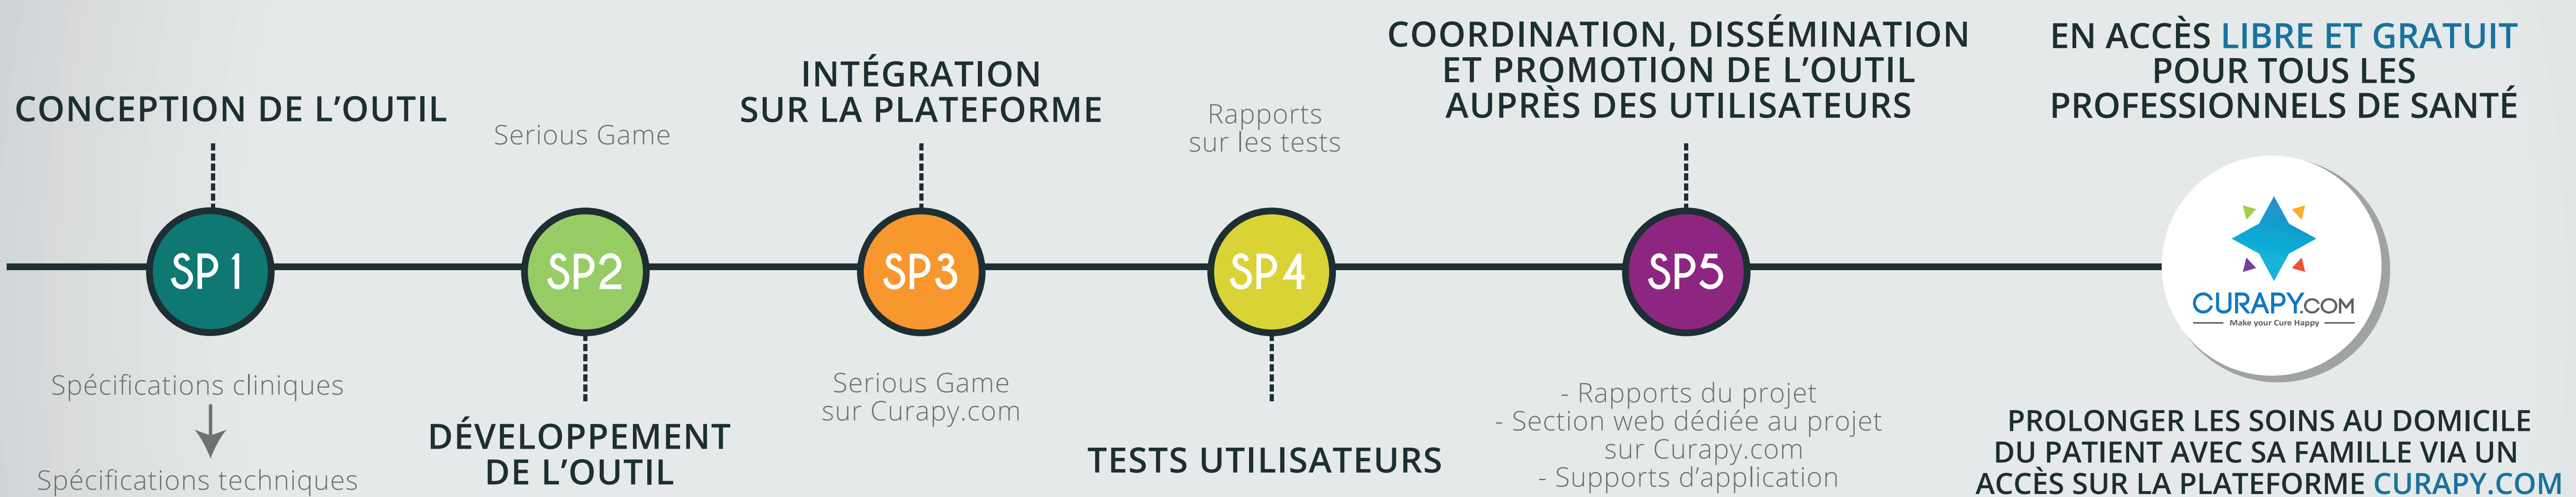 CONCEPTION DE L'OUTIL
SP1
Spécifications cliniques
Spécifications techniques
Serious Game
SP2
DÉVELOPPEMENT
DE L'OUTIL
INTÉGRATION
SUR LA PLATEFORME
SP3
Serious Game
sur Curapy.com
Rapports
sur les tests
SP4
TESTS UTILISATEURS
COORDINATION, DISSÉMINATION
ET PROMOTION DE L'OUTIL
AUPRÈS DES UTILISATEURS
SP5
- Rapports du projet
- Section web dédiée au projet
sur Curapy.com
- Supports d'application
EN ACCÈS LIBRE ET GRATUIT
POUR TOUS LES
PROFESSIONNELS DE SANTÉ
CURAPY.COM
Make your Cure Happy
PROLONGER LES SOINS AU DOMICILE
DU PATIENT AVEC SA FAMILLE VIA UN
ACCÈS SUR LA PLATEFORME CURAPY.COM